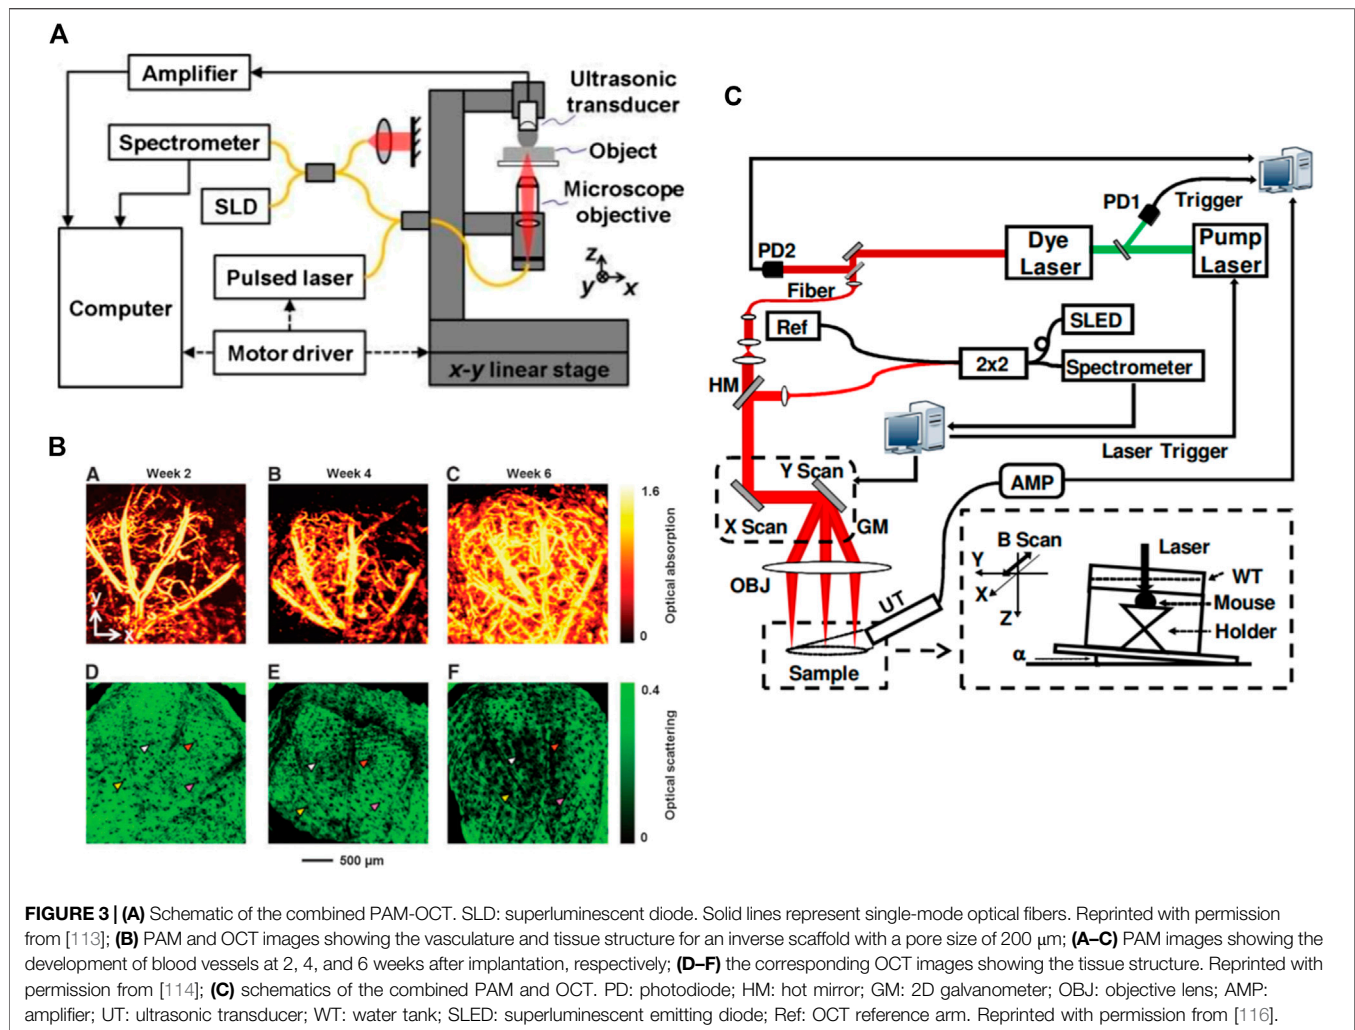 A
Amplifier
Ultrasonic
transducer
Spectrometer
Object
SLD
Microscope
objective
Pulsed laser
z
y
x
Computer
Motor driver
x-y linear stage
B
A
Week 2
B
Week 4
C
Week 6
1.6
Optical absorption
0
y
x
D
E
F
0.4
Optical scattering
0
500 µm
C
PD1
Trigger
PD2
Dye
Laser
Pump
Laser
Fiber
Ref
SLED
2x2
Spectrometer
HM
Laser Trigger
Y Scan
X Scan
GM
AMP
OBJ
UT
Sample
B Scan
Y
X
Z
Laser
WT
Mouse
Holder
α
FIGURE 3 | (A) Schematic of the combined PAM-OCT. SLD: superluminescent diode. Solid lines represent single-mode optical fibers. Reprinted with permission
from [113]; (B) PAM and OCT images showing the vasculature and tissue structure for an inverse scaffold with a pore size of 200 µm; (A–C) PAM images showing the
development of blood vessels at 2, 4, and 6 weeks after implantation, respectively; (D–F) the corresponding OCT images showing the tissue structure. Reprinted with
permission from [114]; (C) schematics of the combined PAM and OCT. PD: photodiode; HM: hot mirror; GM: 2D galvanometer; OBJ: objective lens; AMP:
amplifier; UT: ultrasonic transducer; WT: water tank; SLED: superluminescent emitting diode; Ref: OCT reference arm. Reprinted with permission from [116].